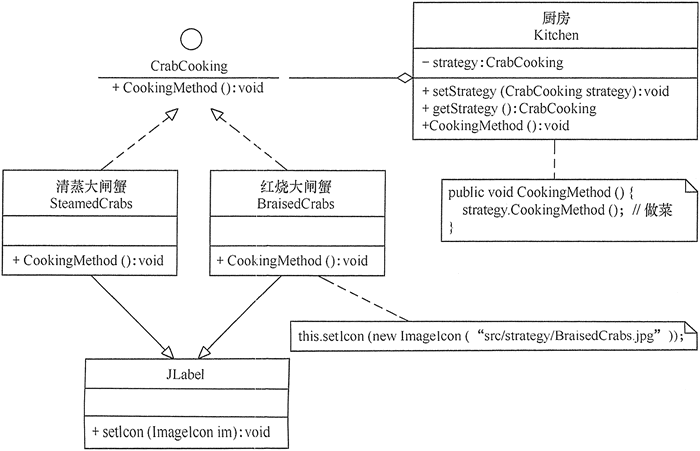 CrabCooking
+ CookingMethod (): void
厨房
Kitchen
− strategy: CrabCooking
+ setStrategy (CrabCooking strategy): void
+ getStrategy (): CrabCooking
+CookingMethod (): void
清蒸大闸蟹
SteamedCrabs
+ CookingMethod (): void
红烧大闸蟹
BraisedCrabs
+ CookingMethod (): void
public void CookingMethod () {
strategy.CookingMethod (); // 做菜
}
this.setIcon (new ImageIcon (“src/strategy/BraisedCrabs.jpg”));
JLabel
+ setIcon (ImageIcon im): void